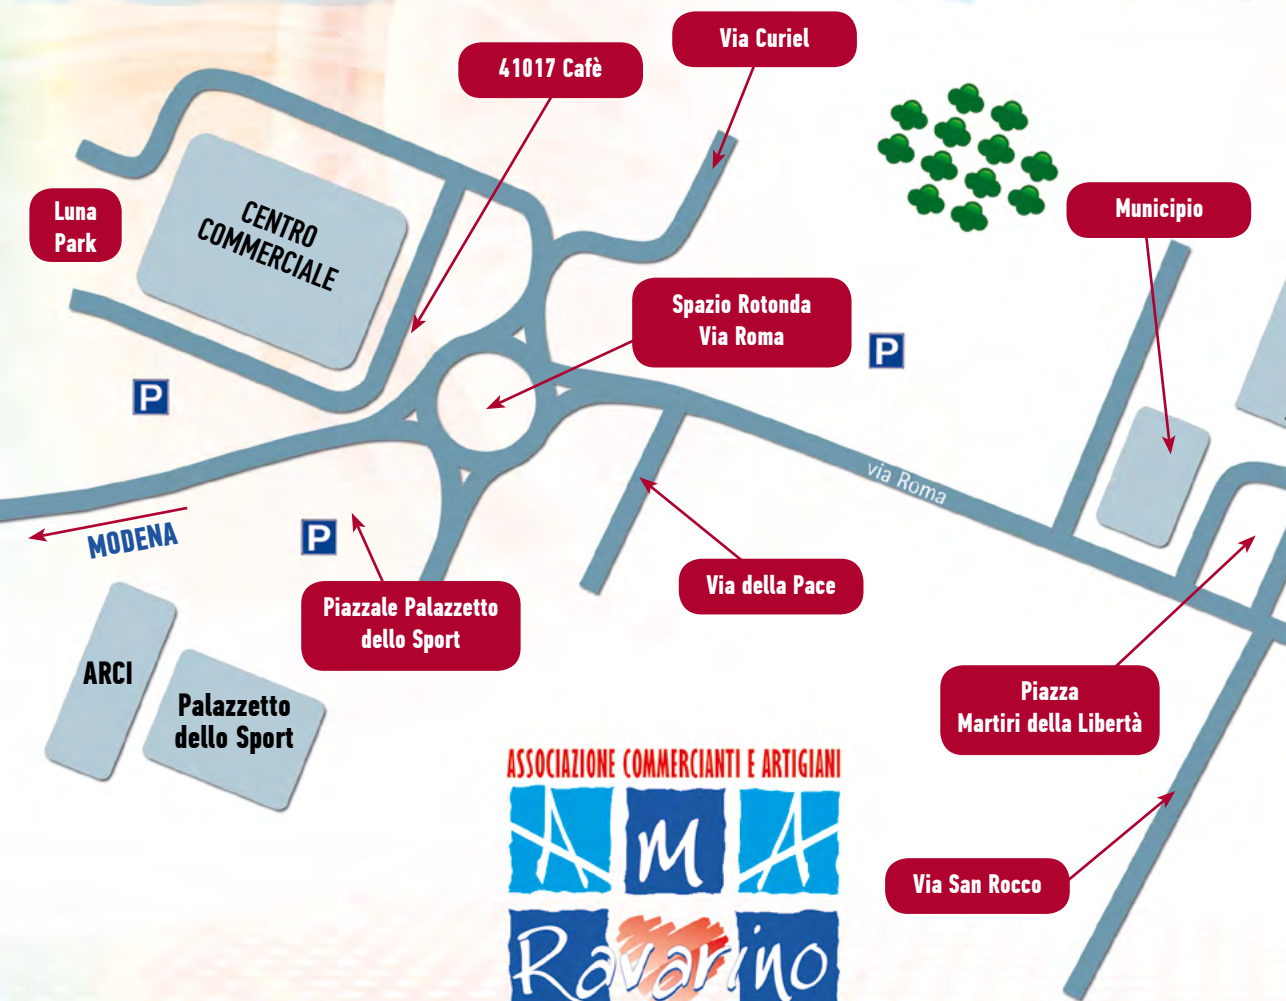 Via Curiel
41017 Cafè
Luna
Park
CENTRO
COMMERCIALE
Municipio
Spazio Rotonda
Via Roma
P
P
via Roma
MODENA
P
Via della Pace
Piazzale Palazzetto
dello Sport
ARCI
Palazzetto
dello Sport
Piazza
Martiri della Libertà
Via San Rocco
ASSOCIAZIONE COMMERCIANTI E ARTIGIANI
AMA
Ravarino